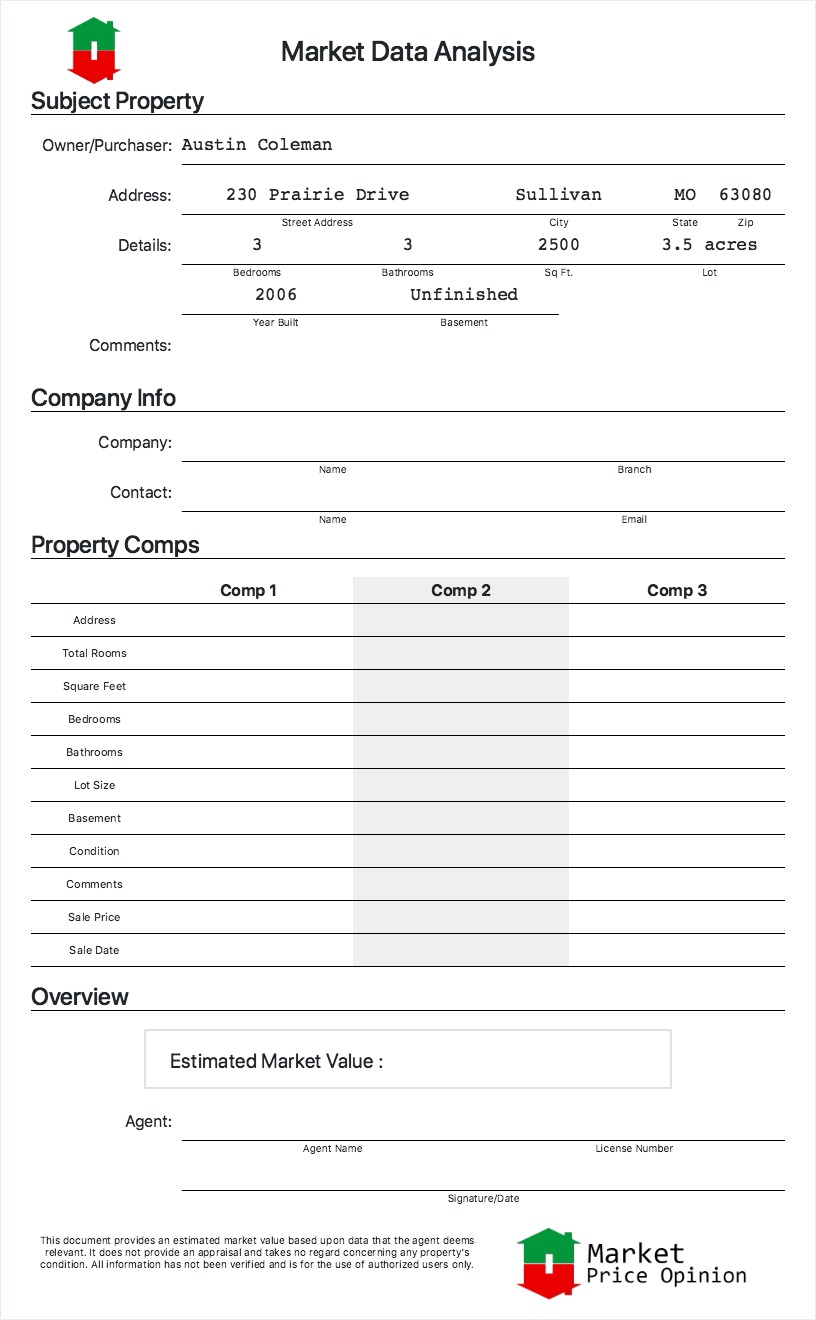 Market Data Analysis
Subject Property
Owner/Purchaser: Austin Coleman
Address: 230 Prairie Drive Sullivan MO 63080
Street Address City State Zip
Details: 3 3 2500 3.5 acres
Bedrooms Bathrooms Sq Ft. Lot
2006 Unfinished
Year Built Basement
Comments:
Company Info
Company:
Name Branch
Contact:
Name Email
Property Comps
Comp 1 Comp 2 Comp 3
Address
Total Rooms
Square Feet
Bedrooms
Bathrooms
Lot Size
Basement
Condition
Comments
Sale Price
Sale Date
Overview
Estimated Market Value :
Agent:
Agent Name License Number
Signature/Date
This document provides an estimated market value based upon data that the agent deems
relevant. It does not provide an appraisal and takes no regard concerning any property's
condition. All information has not been verified and is for the use of authorized users only.
Market
Price Opinion